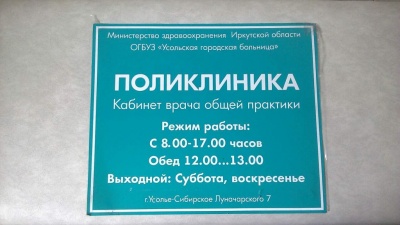 Министерство здравоохранения Иркутской области
ОГБУЗ «Усольская городская больница»
ПОЛИКЛИНИКА
Кабинет врача общей практики
Режим работы:
С 8.00-17.00 часов
Обед 12.00...13.00
Выходной: Суббота, воскресенье
г.Усолье-Сибирское Луначарского 7